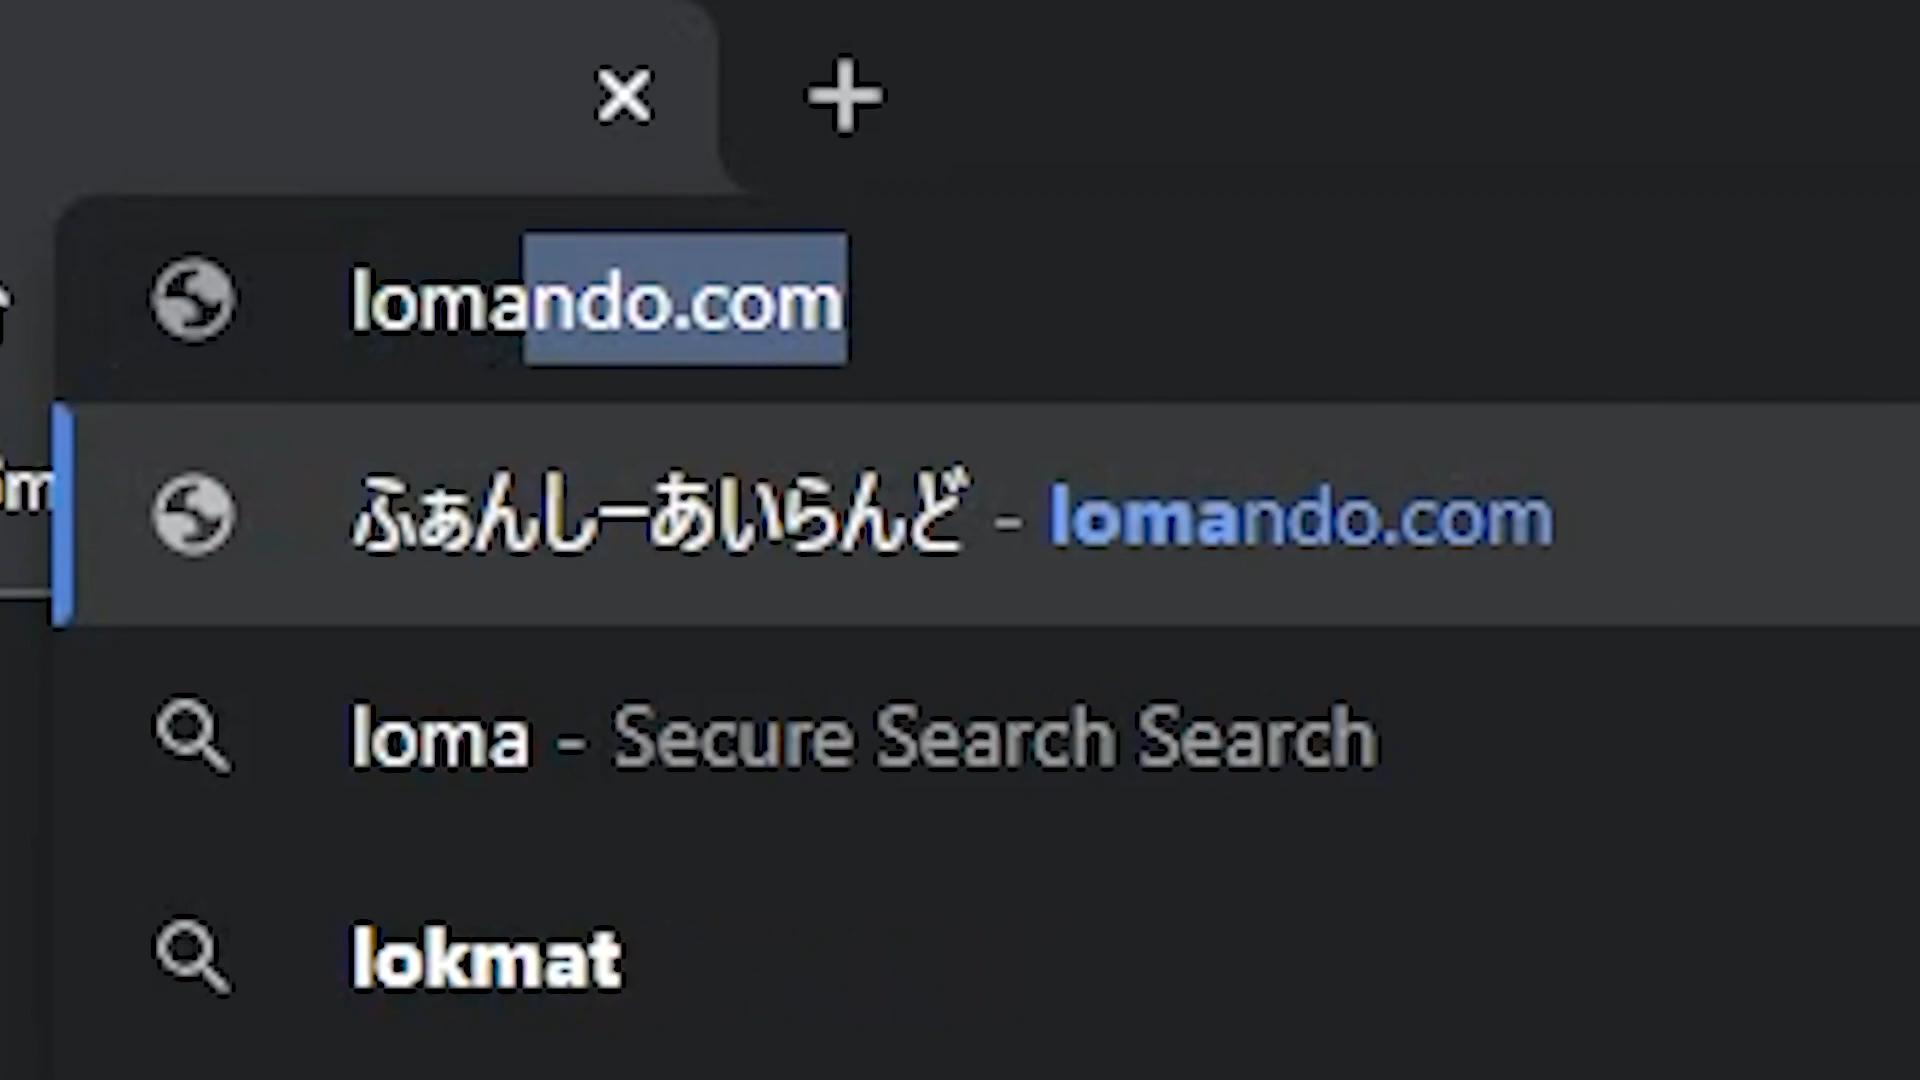 lomando.com
ふぁんしーあいらんど - lomando.com
loma - Secure Search Search
lokmat